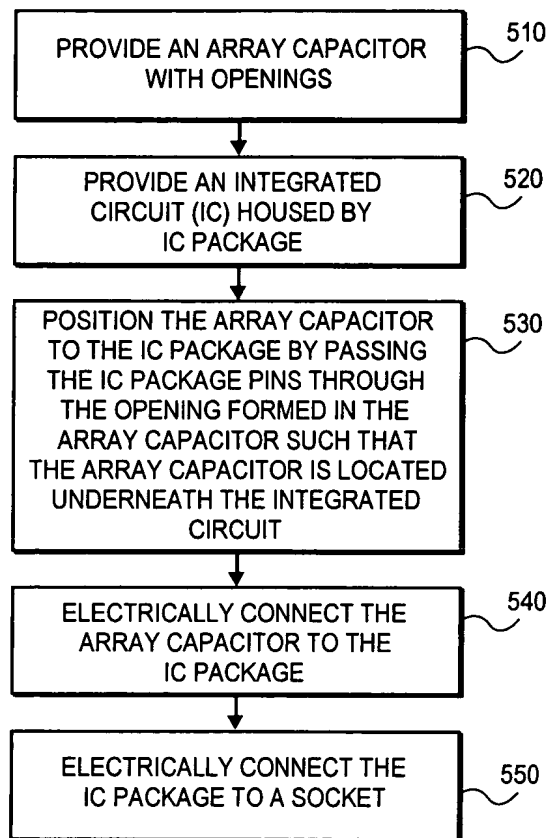 PROVIDE AN ARRAY CAPACITOR
WITH OPENINGS
510
PROVIDE AN INTEGRATED
CIRCUIT (IC) HOUSED BY
IC PACKAGE
520
POSITION THE ARRAY CAPACITOR
TO THE IC PACKAGE BY PASSING
THE IC PACKAGE PINS THROUGH
THE OPENING FORMED IN THE
ARRAY CAPACITOR SUCH THAT
THE ARRAY CAPACITOR IS LOCATED
UNDERNEATH THE INTEGRATED
CIRCUIT
530
ELECTRICALLY CONNECT THE
ARRAY CAPACITOR TO THE
IC PACKAGE
540
ELECTRICALLY CONNECT THE
IC PACKAGE TO A SOCKET
550